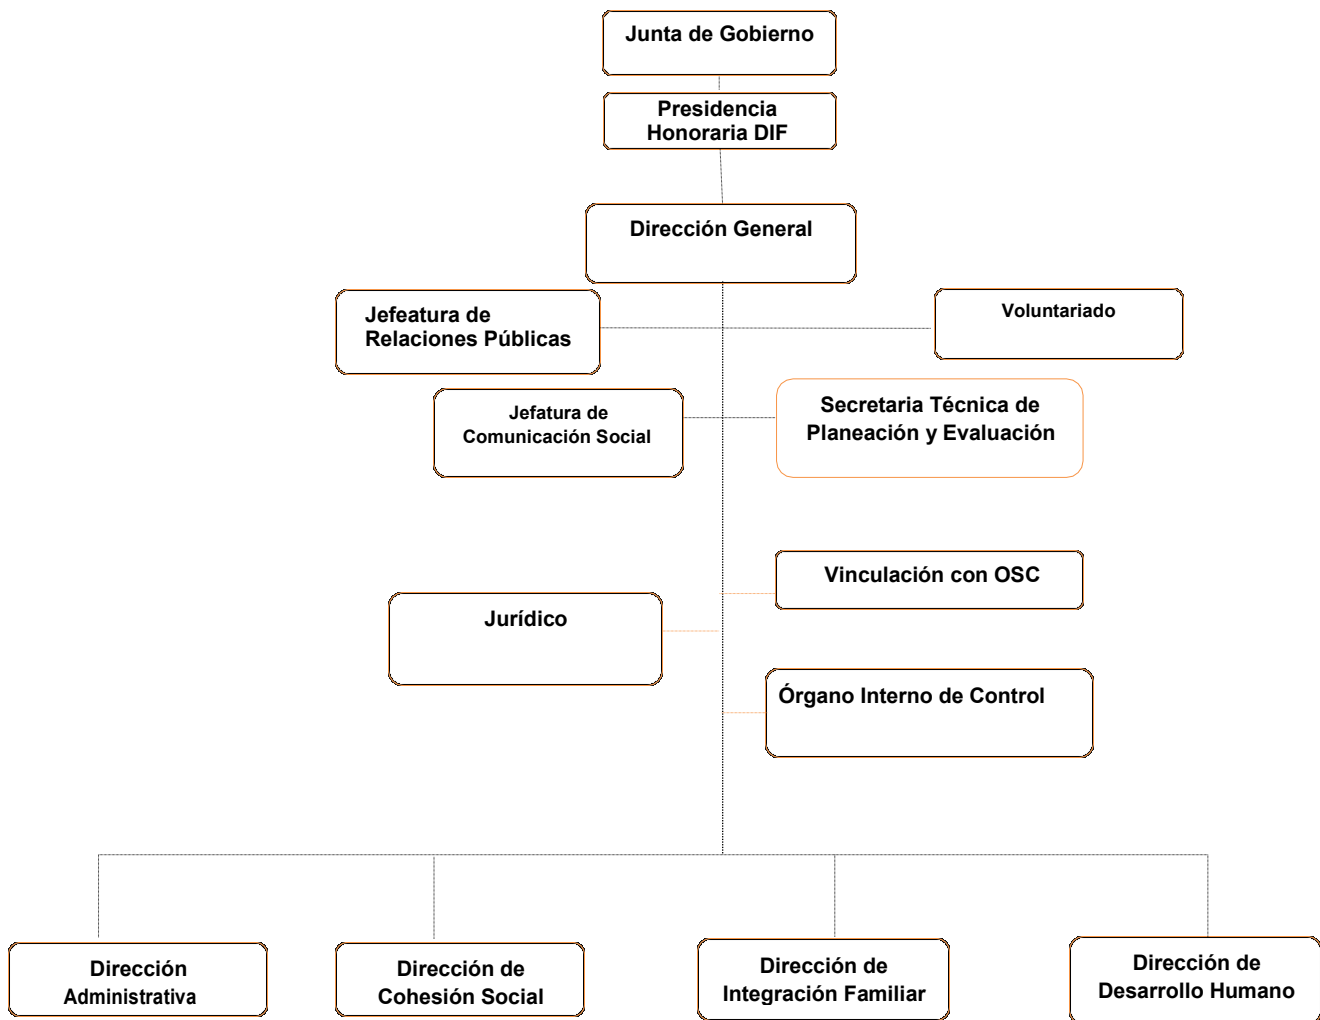 Junta de Gobierno
Presidencia
Honoraria DIF
Dirección General
Jefeatura de
Relaciones Públicas
Voluntariado
Jefatura de
Comunicación Social
Secretaria Técnica de
Planeación y Evaluación
Vinculación con OSC
Jurídico
Órgano Interno de Control
Dirección
Administrativa
Dirección de
Cohesión Social
Dirección de
Integración Familiar
Dirección de
Desarrollo Humano